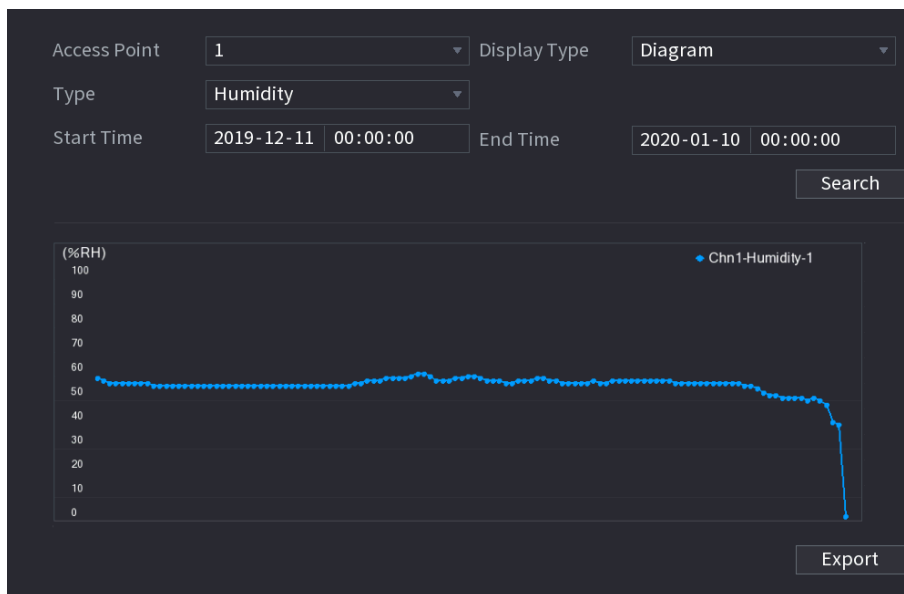 Access Point 1 Display Type Diagram
Type Humidity
Start Time 2019-12-11 00:00:00 End Time 2020-01-10 00:00:00
Search
(%RH)
Chn1-Humidity-1
100
90
80
70
60
50
40
30
20
10
0
Export